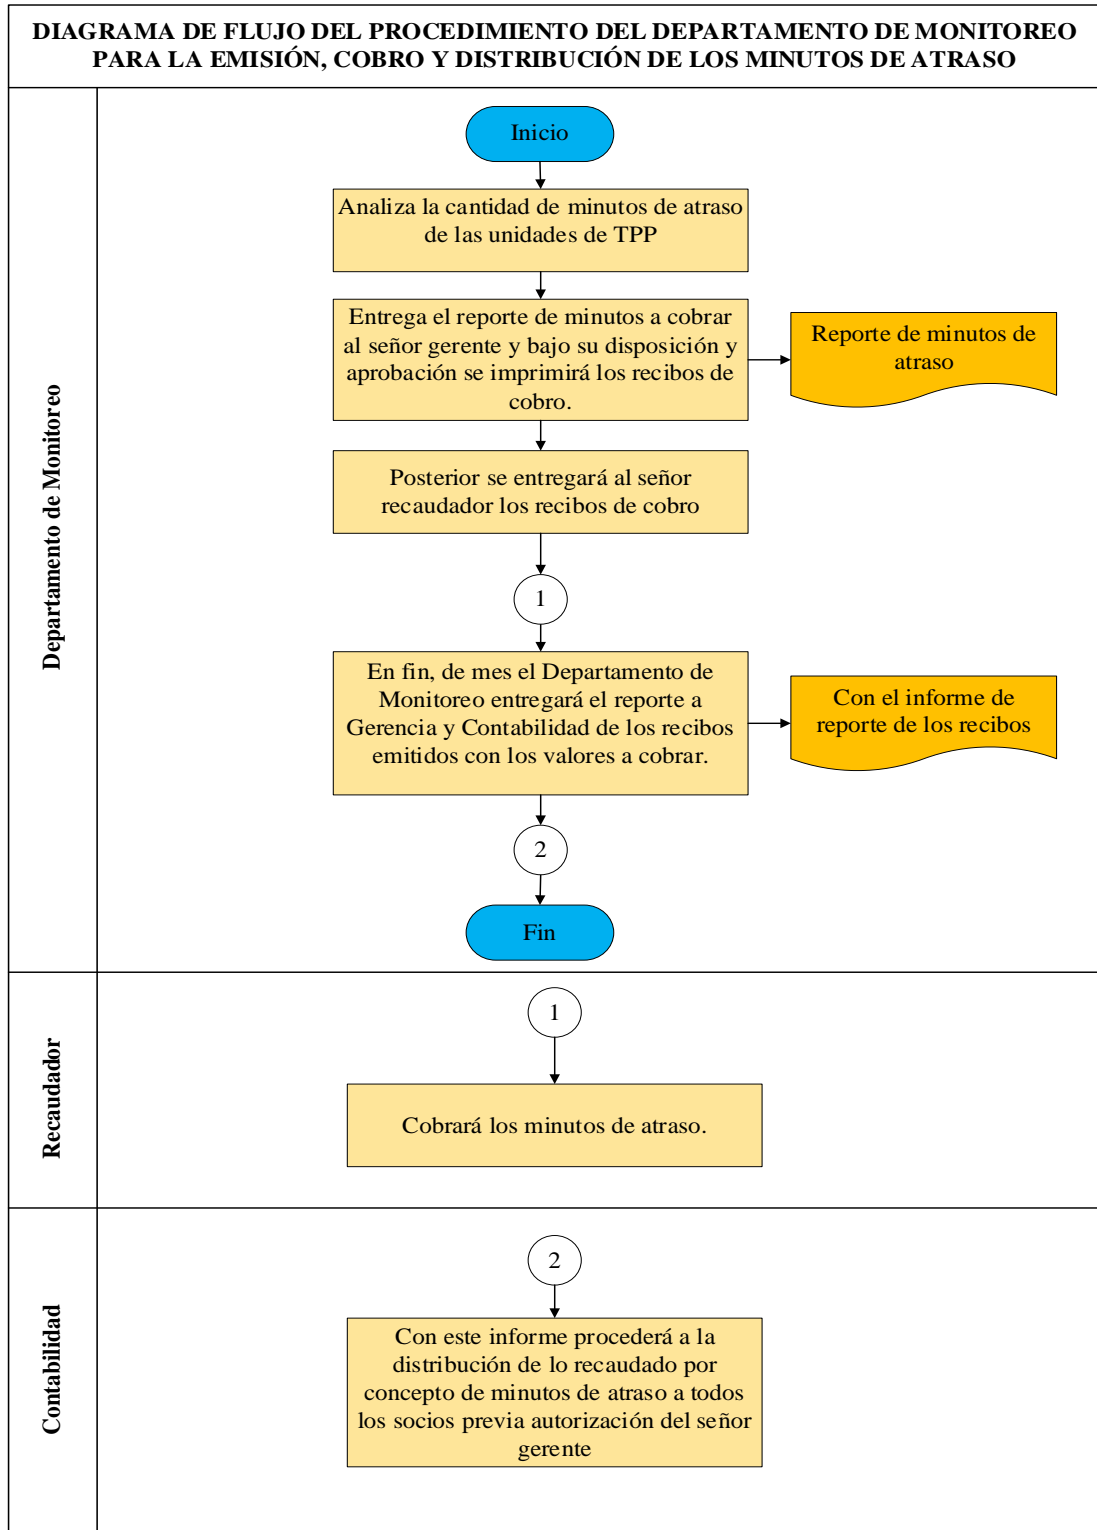 DIAGRAMA DE FLUJO DEL PROCEDIMIENTO DEL DEPARTAMENTO DE MONITOREO
PARA LA EMISIÓN, COBRO Y DISTRIBUCIÓN DE LOS MINUTOS DE ATRASO
Departamento de Monitoreo
Inicio
Analiza la cantidad de minutos de atraso
de las unidades de TPP
Entrega el reporte de minutos a cobrar
al señor gerente y bajo su disposición y
aprobación se imprimirá los recibos de
cobro.
Reporte de minutos de
atraso
Posterior se entregará al señor
recaudador los recibos de cobro
1
En fin, de mes el Departamento de
Monitoreo entregará el reporte a
Gerencia y Contabilidad de los recibos
emitidos con los valores a cobrar.
Con el informe de
reporte de los recibos
2
Fin
Recaudador
1
Cobrará los minutos de atraso.
Contabilidad
2
Con este informe procederá a la
distribución de lo recaudado por
concepto de minutos de atraso a todos
los socios previa autorización del señor
gerente